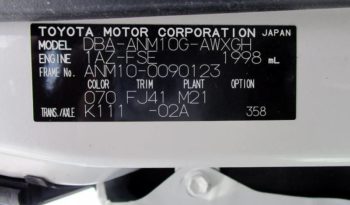 TOYOTA MOTOR CORPORATION JAPAN
MODEL DBA-ANM10G-AWXGH
ENGINE 1AZ-FSE 1998 mL
FRAME-NO. ANM10-0090123
COLOR TRIM PLANT
070 FJ41 M21
TRANS./AXLE K111 -02A 358